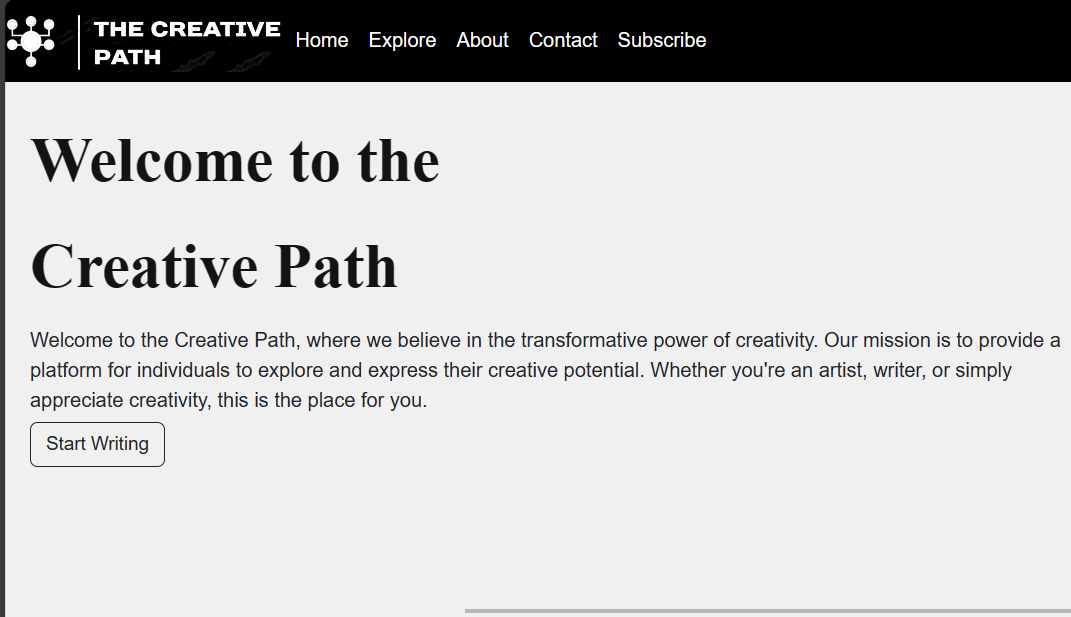 THE CREATIVE
PATH
Home Explore About Contact Subscribe
Welcome to the
Creative Path
Welcome to the Creative Path, where we believe in the transformative power of creativity. Our mission is to provide a
platform for individuals to explore and express their creative potential. Whether you're an artist, writer, or simply
appreciate creativity, this is the place for you.
Start Writing